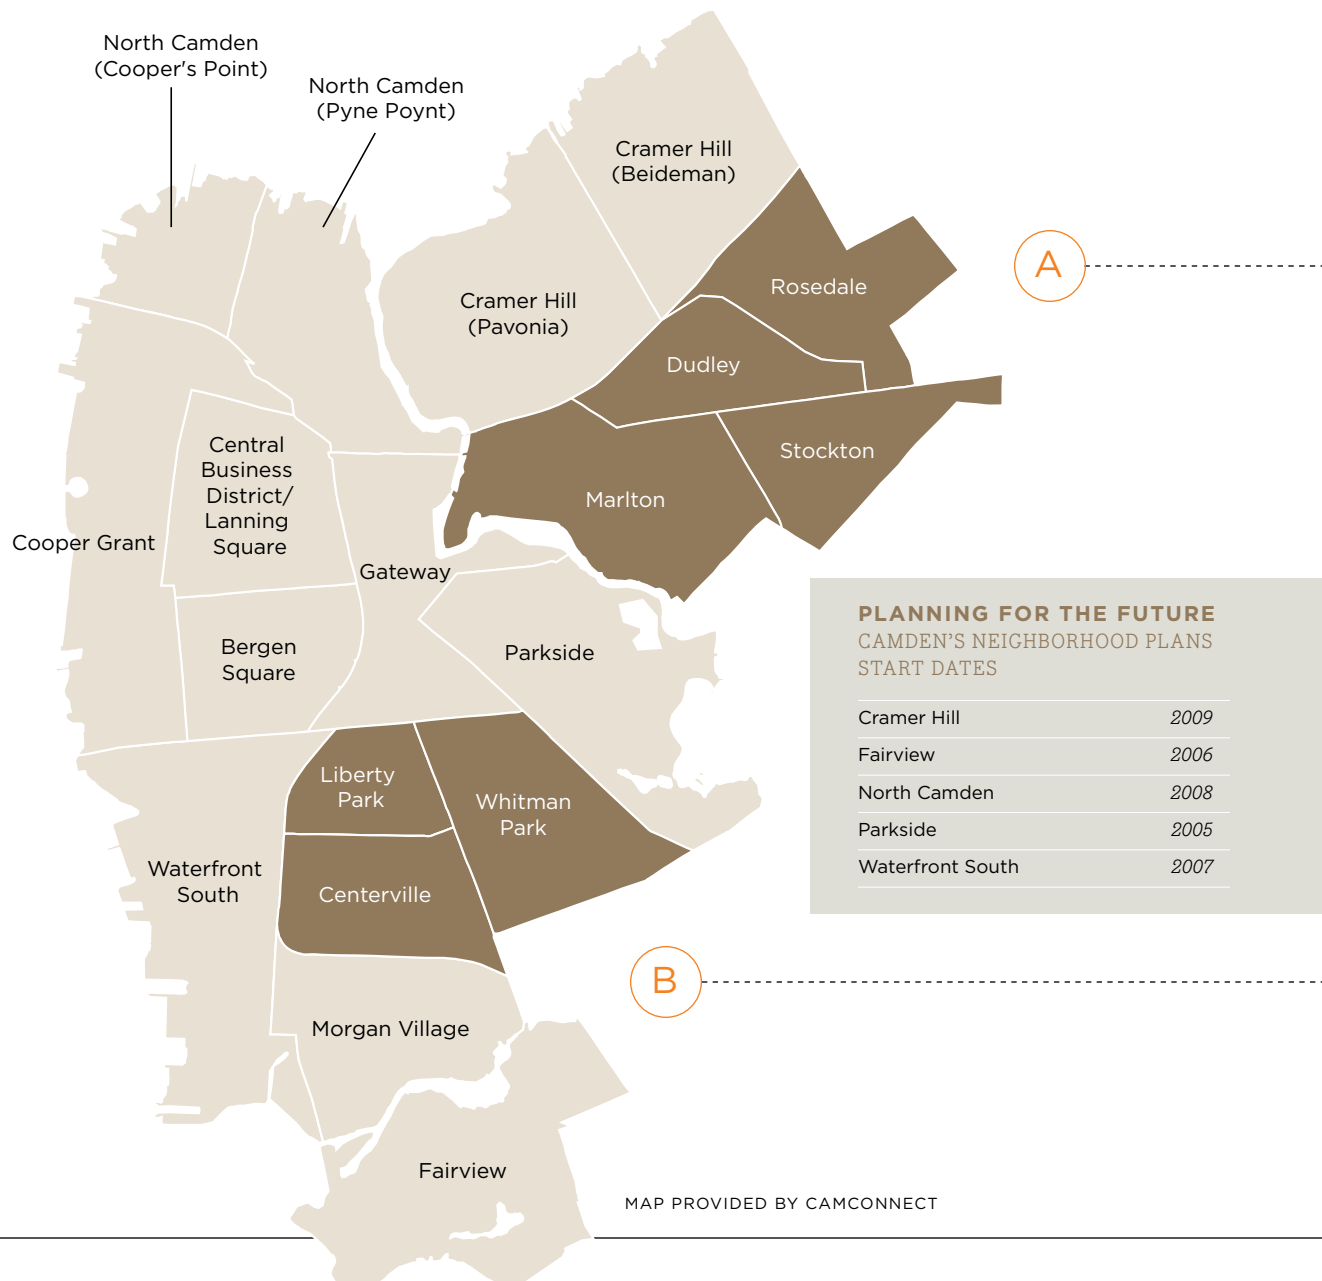 North Camden
(Cooper's Point)
North Camden
(Pyne Poynt)
Cramer Hill
(Beideman)
A
Rosedale
Cramer Hill
(Pavonia)
Dudley
Central
Business
District/
Lanning
Square
Stockton
Marlton
Cooper Grant
Gateway
PLANNING FOR THE FUTURE
CAMDEN'S NEIGHBORHOOD PLANS
START DATES
Cramer Hill 2009
Fairview 2006
North Camden 2008
Parkside 2005
Waterfront South 2007
Bergen
Square
Parkside
Liberty
Park
Whitman
Park
Waterfront
South
Centerville
B
Morgan Village
Fairview
MAP PROVIDED BY CAMCONNECT